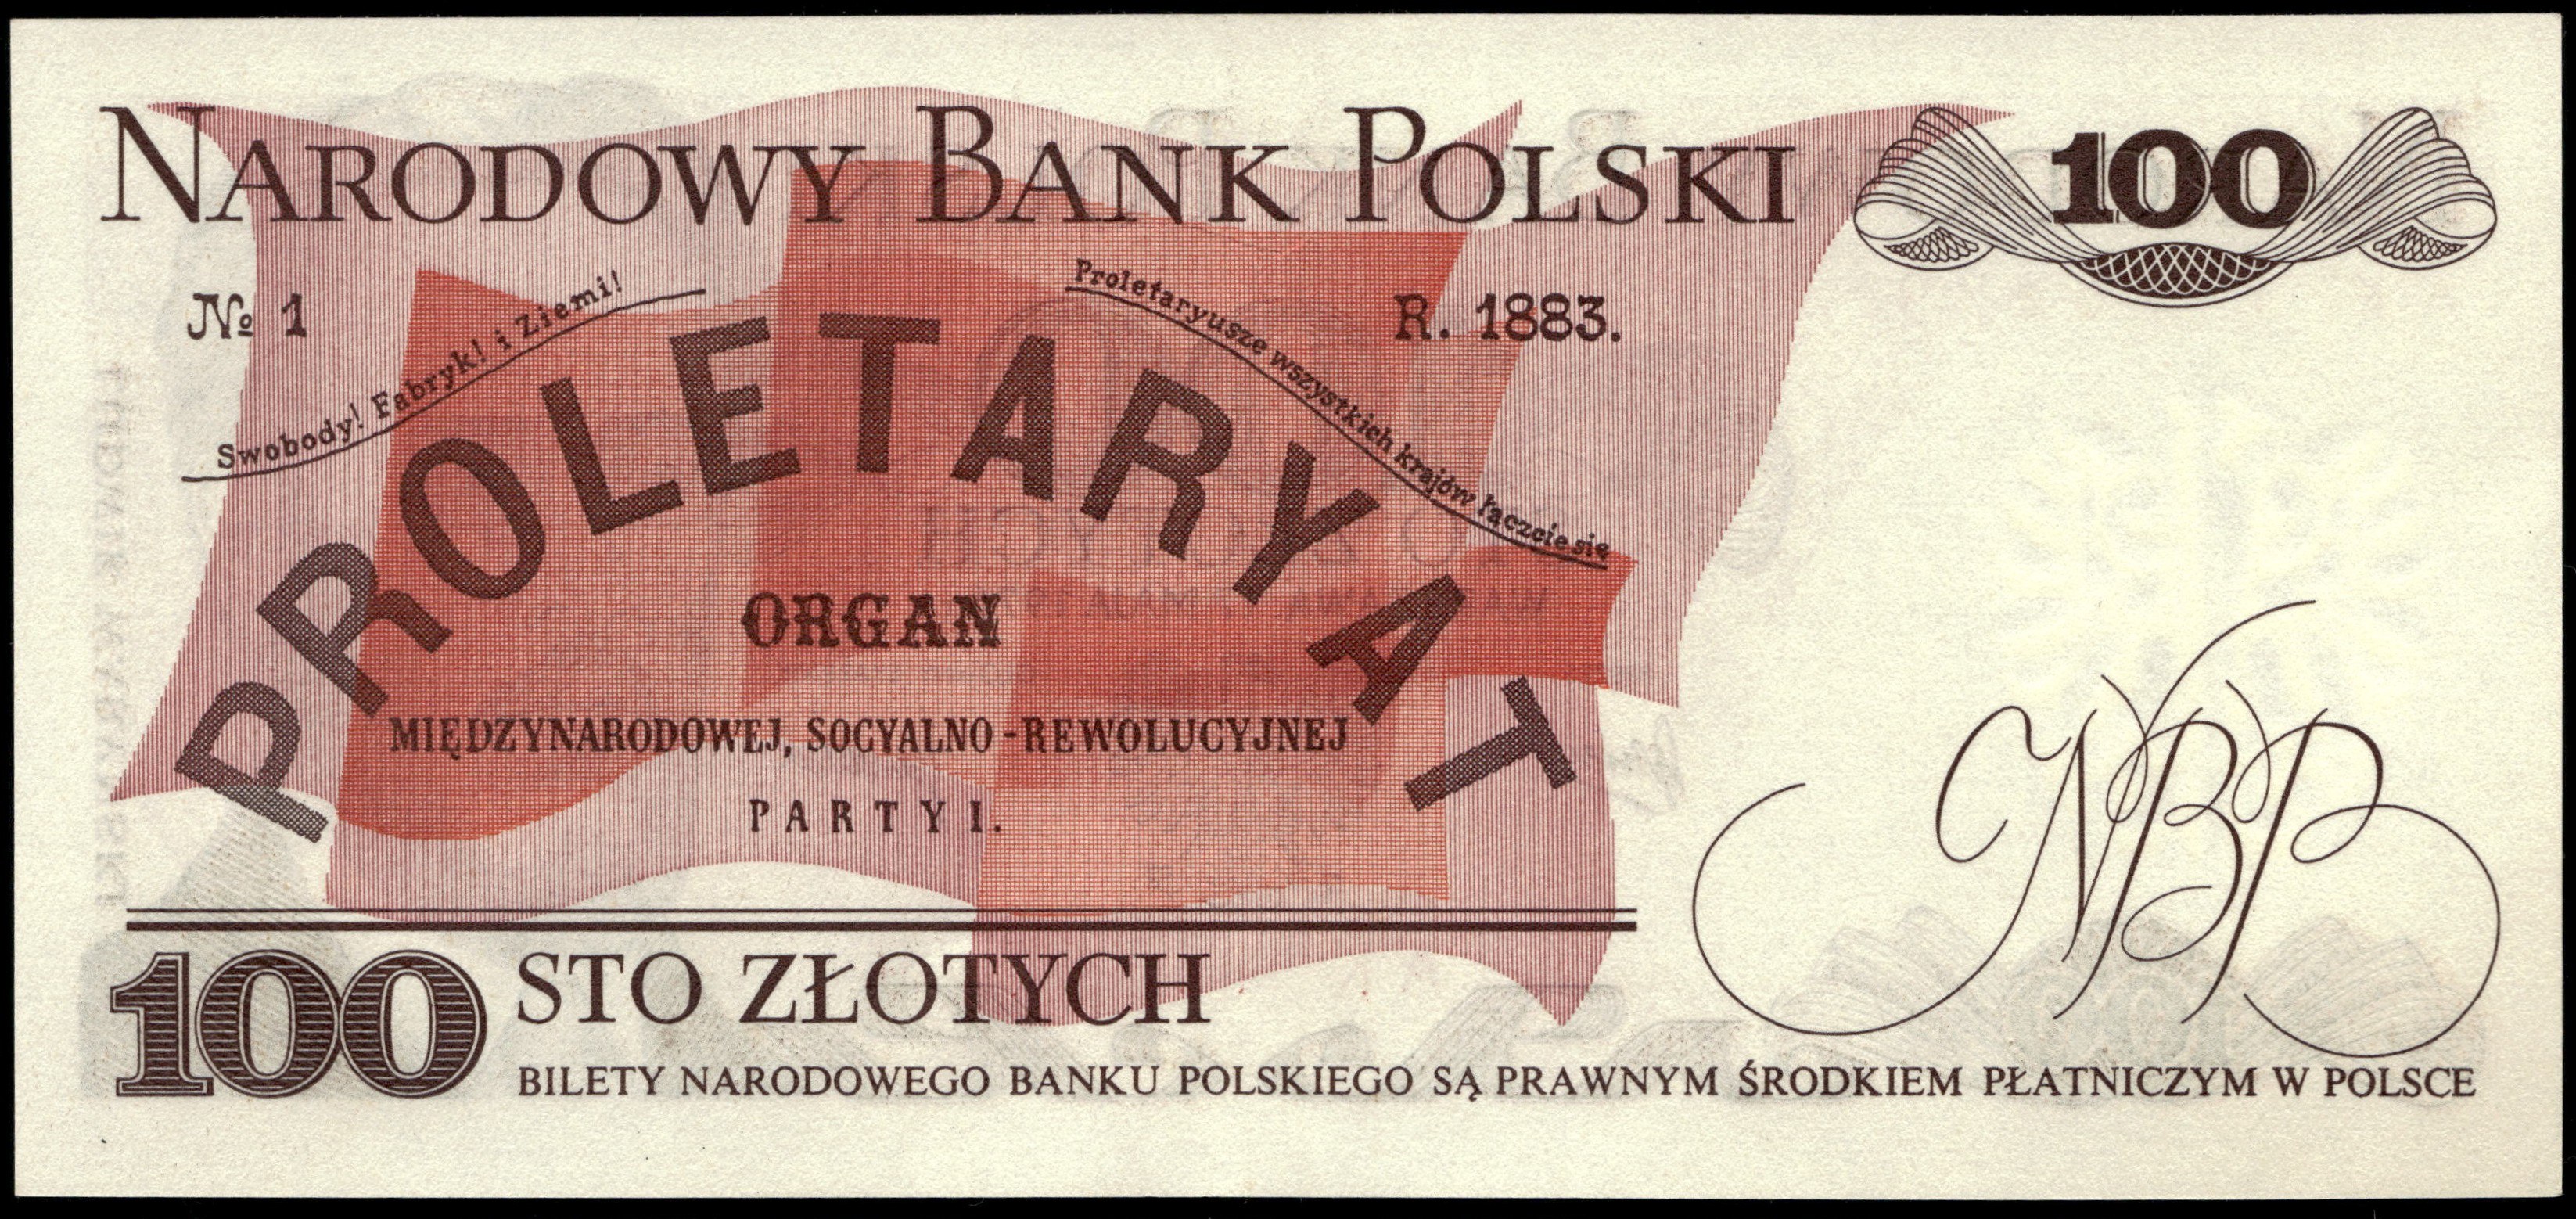 NARODOWY BANK POLSKI
100
№ 1
R. 1883.
Swobody! Fabryk! i Ziemi!
Proletaryusze wszystkich krajów łączcie się
PROLETARYAT
ORGAN
MIĘDZYNARODOWEJ, SOCYALNO-REWOLUCYJNEJ
PARTYI.
NBP
100 STO ZŁOTYCH
BILETY NARODOWEGO BANKU POLSKIEGO SĄ PRAWNYM ŚRODKIEM PŁATNICZYM W POLSCE